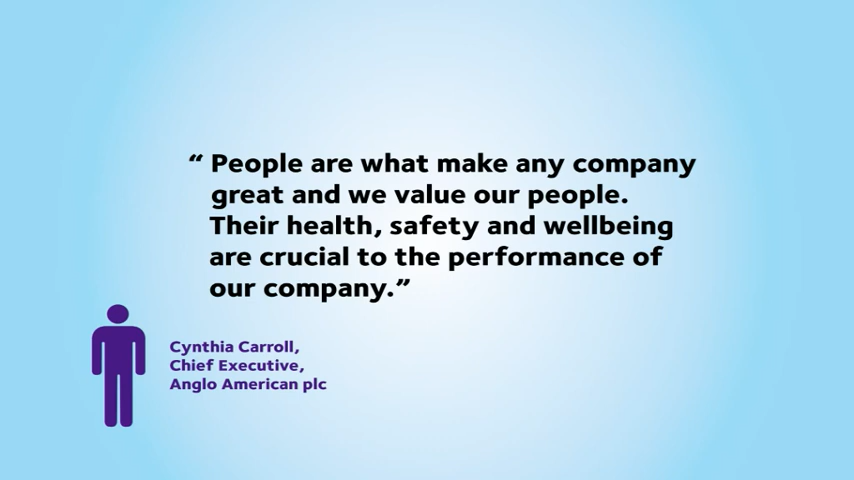 “ People are what make any company
great and we value our people.
Their health, safety and wellbeing
are crucial to the performance of
our company.”
Cynthia Carroll,
Chief Executive,
Anglo American plc